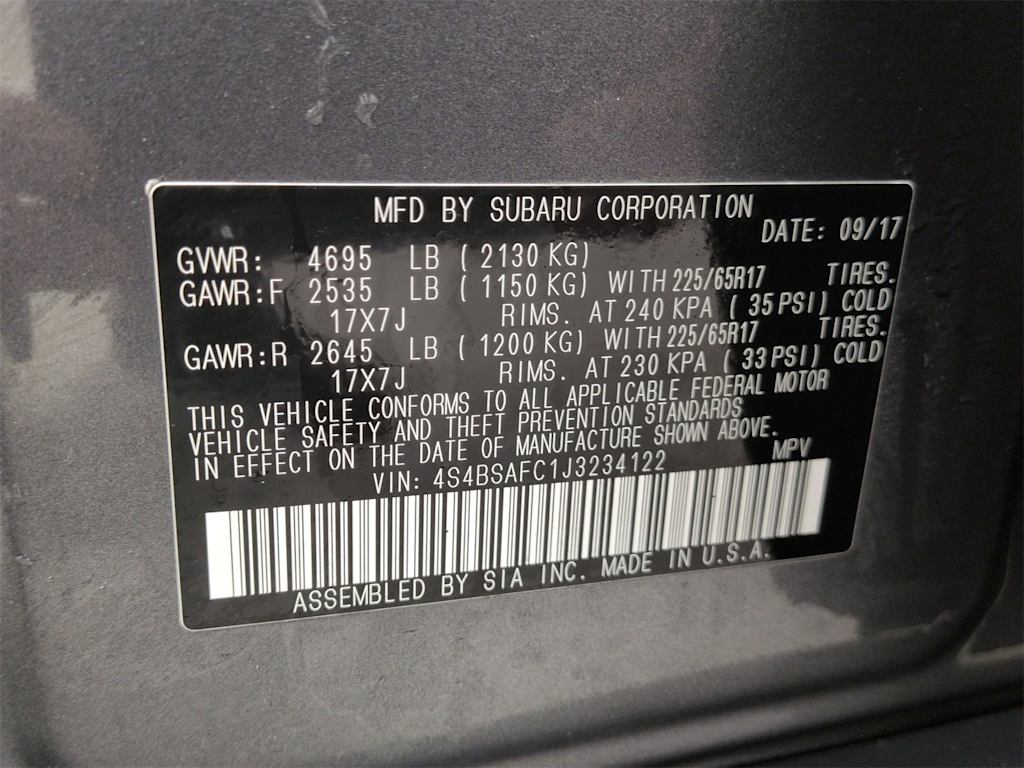 MFD BY SUBARU CORPORATION
DATE: 09/17
GVWR: 4695 LB ( 2130 KG)
GAWR:F 2535 LB ( 1150 KG) WITH 225/65R17 TIRES.
17X7J RIMS. AT 240 KPA ( 35 PSI) COLD
GAWR:R 2645 LB ( 1200 KG) WITH 225/65R17 TIRES.
17X7J RIMS. AT 230 KPA ( 33 PSI) COLD
THIS VEHICLE CONFORMS TO ALL APPLICABLE FEDERAL MOTOR
VEHICLE SAFETY AND THEFT PREVENTION STANDARDS
IN EFFECT ON THE DATE OF MANUFACTURE SHOWN ABOVE.
VIN: 4S4BSAFC1J3234122 MPV
ASSEMBLED BY SIA INC. MADE IN U.S.A.